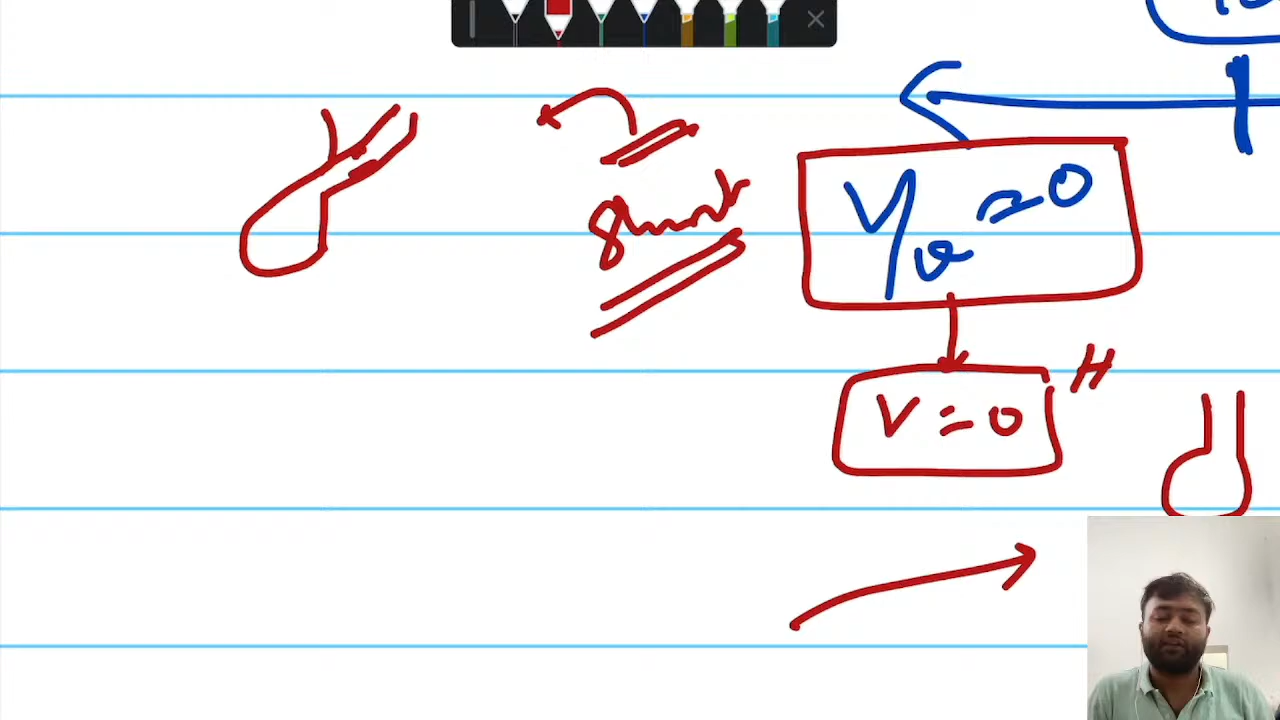 V/Q ≈ 0
Shunt
V = 0